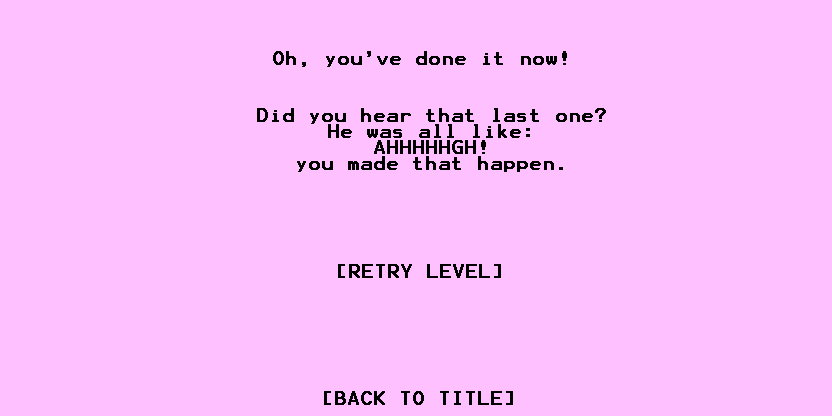 Oh, you've done it now!
Did you hear that last one?
He was all like:
AHHHHHGH!
you made that happen.
[RETRY LEVEL]
[BACK TO TITLE]